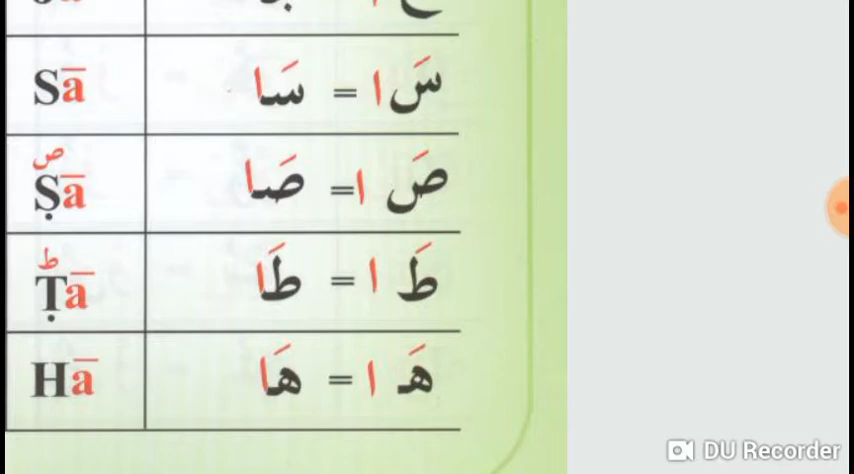 Sā سَ ا = سَا
ص
Ṣā صَ ا = صَا
ط
Ṭā طَ ا = طَا
Hā هَـ ا = هَا
DU Recorder